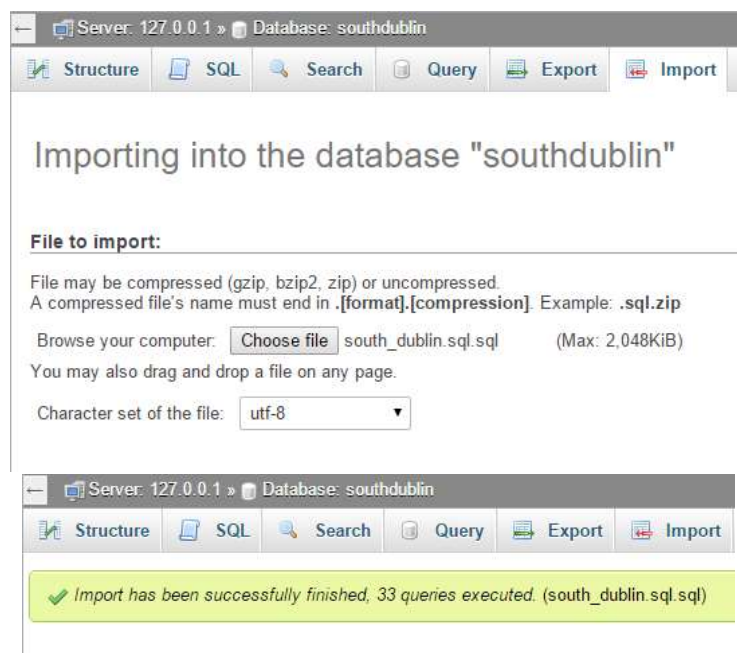 ← Server: 127.0.0.1 » Database: southdublin
Structure SQL Search Query Export Import
Importing into the database "southdublin"
File to import:
File may be compressed (gzip, bzip2, zip) or uncompressed.
A compressed file's name must end in .[format].[compression]. Example: .sql.zip
Browse your computer: Choose file south_dublin.sql.sql (Max: 2,048KiB)
You may also drag and drop a file on any page.
Character set of the file: utf-8
← Server: 127.0.0.1 » Database: southdublin
Structure SQL Search Query Export Import
Import has been successfully finished, 33 queries executed. (south_dublin.sql.sql)